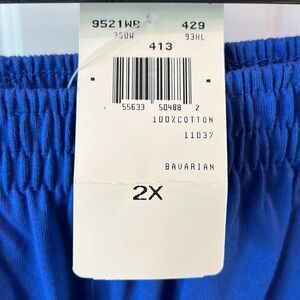 9521WB 429
350W 93HL
413
55633 50488 2
100%COTTON
11037
BAVARIAN
2X